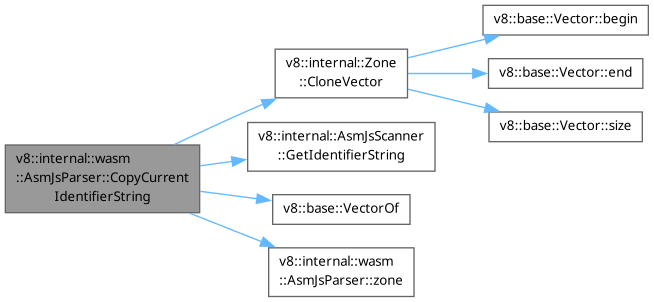 v8::internal::wasm
::AsmJsParser::CopyCurrent
IdentifierString
v8::internal::Zone
::CloneVector
v8::base::Vector::begin
v8::base::Vector::end
v8::base::Vector::size
v8::internal::AsmJsScanner
::GetIdentifierString
v8::base::VectorOf
v8::internal::wasm
::AsmJsParser::zone